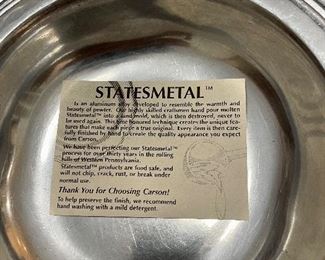 STATESMETAL™
Is an aluminum alloy developed to resemble the warmth and
beauty of pewter. Our highly skilled craftsmen hand pour molten
Statesmetal™ into a sand mold, which is then destroyed, never to
be used again. This time honored technique creates the unique fea-
tures that make each piece a true original. Every item is then care-
fully finished by hand to create the quality appearance you expect
from Carson.
We have been perfecting our Statesmetal™
process for over thirty years in the rolling
hills of Western Pennsylvania.
Statesmetal™ products are food safe, and
will not chip, crack, rust, or break under
normal use.
Thank You for Choosing Carson!
To help preserve the finish, we recommend
hand washing with a mild detergent.